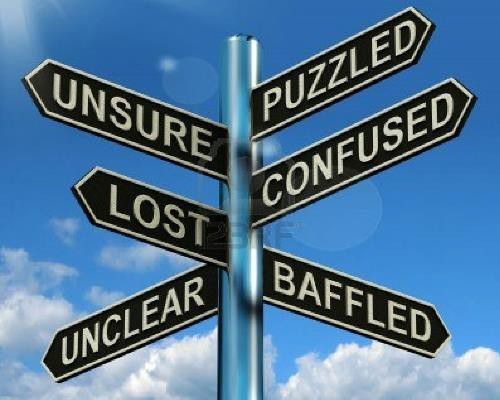 PUZZLED
UNSURE
CONFUSED
LOST
UNCLEAR
BAFFLED